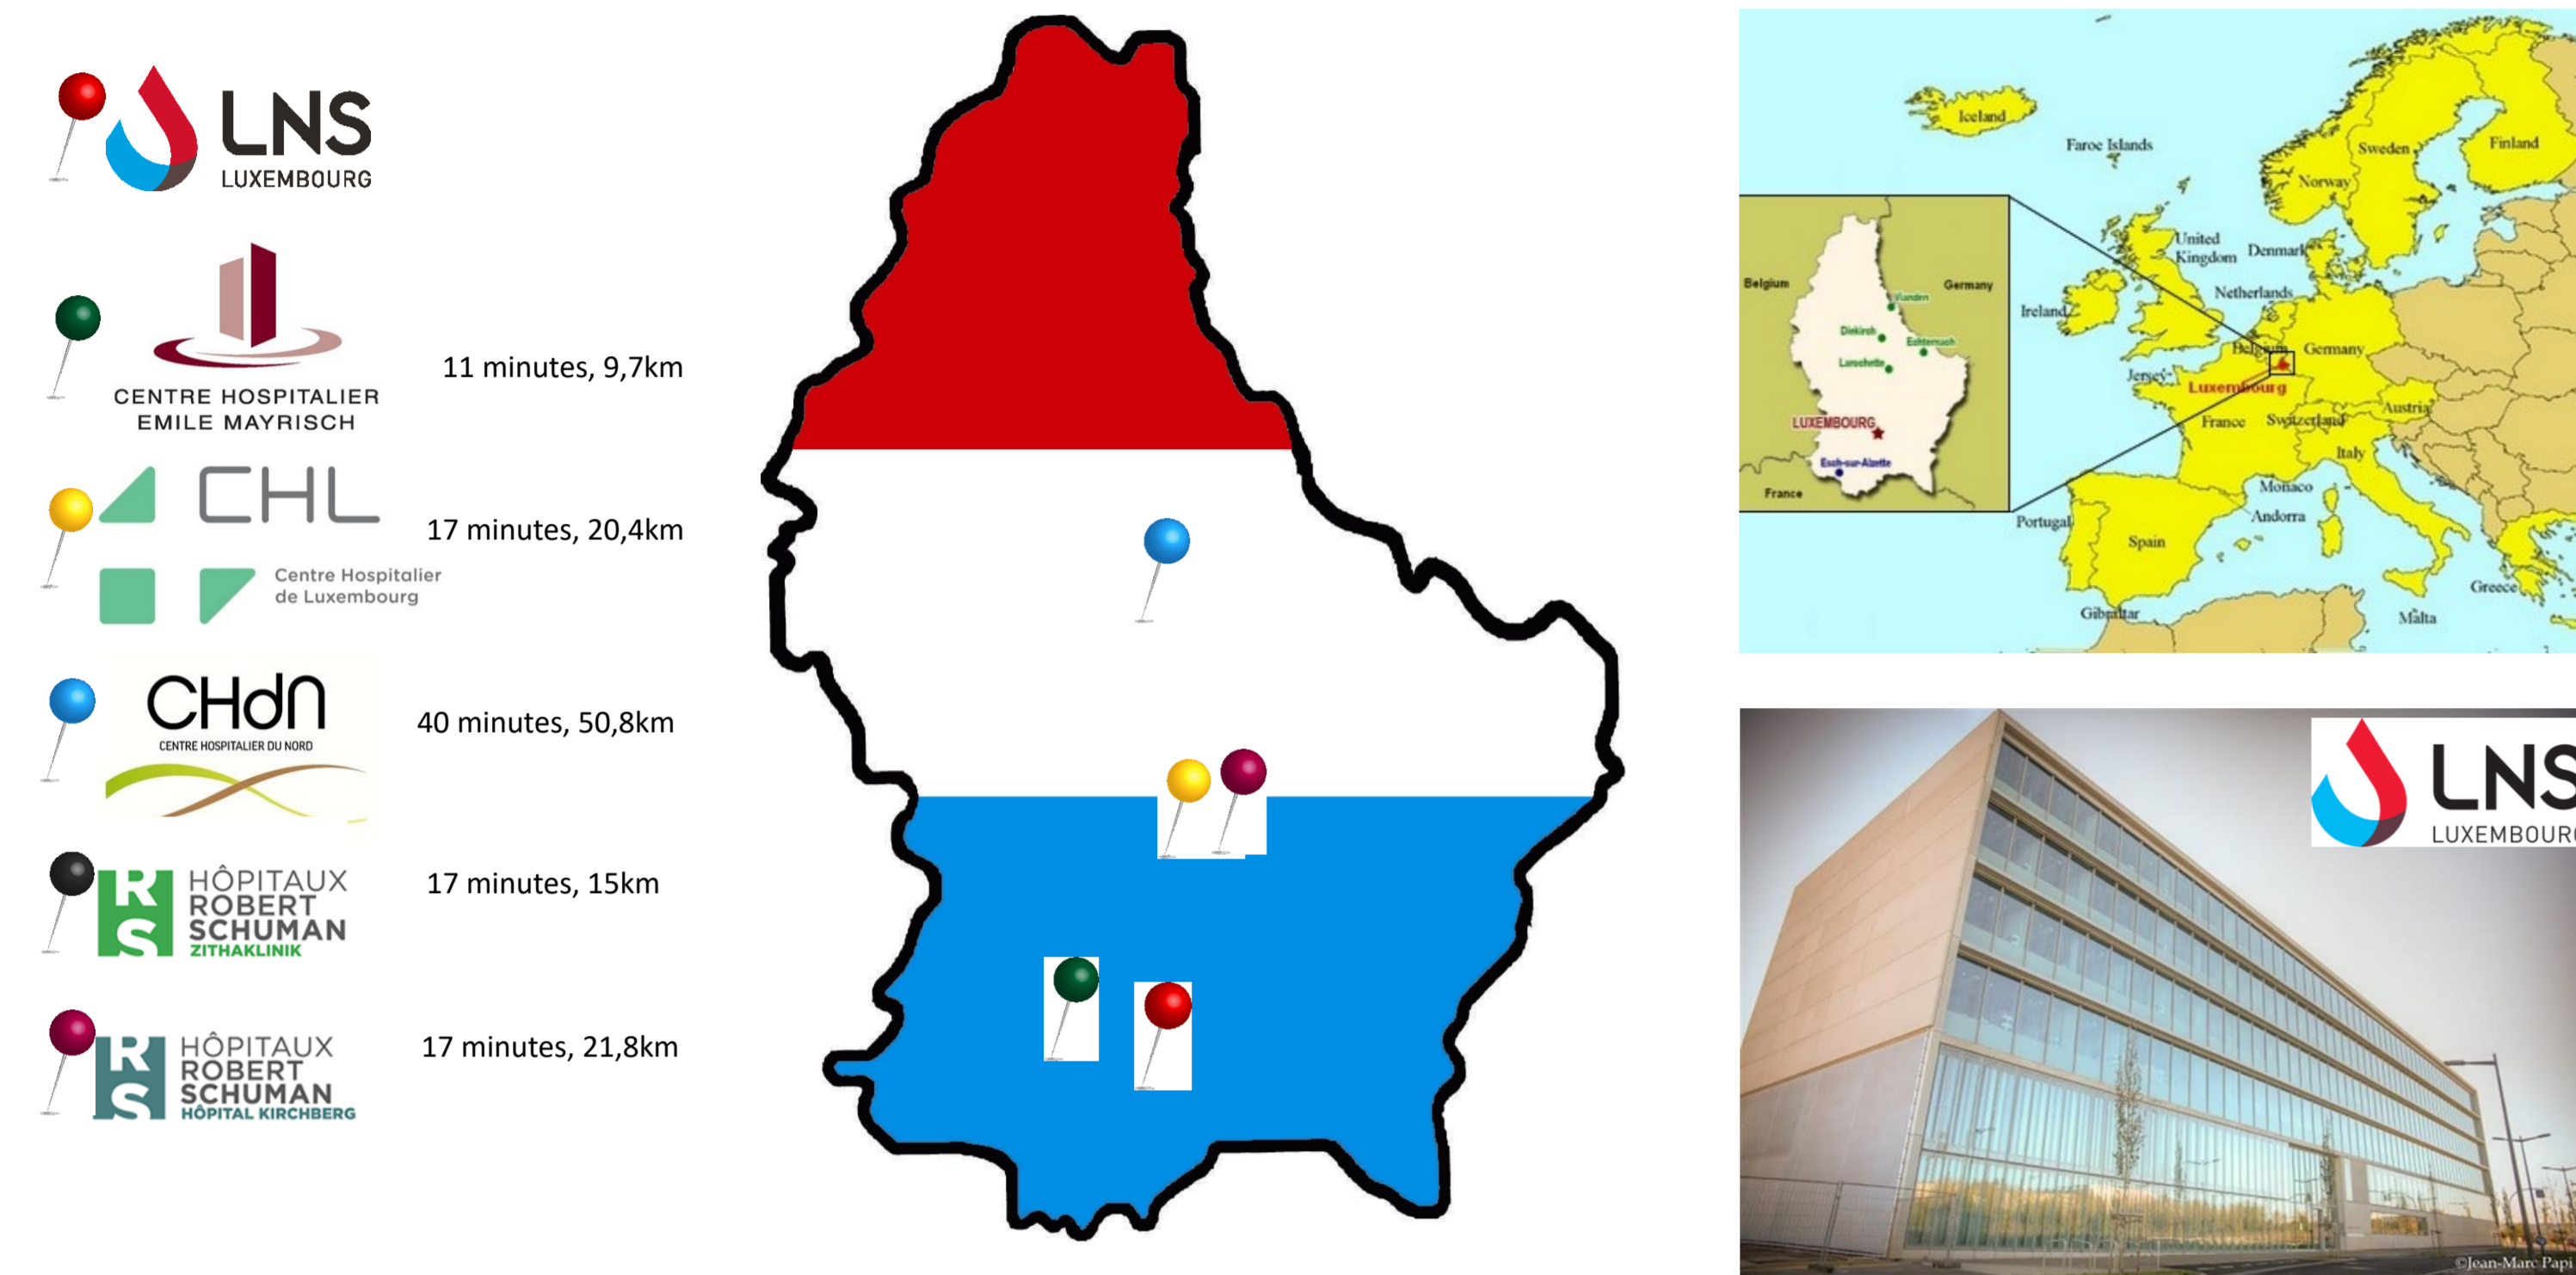 LNS
LUXEMBOURG
CENTRE HOSPITALIER
EMILE MAYRISCH
11 minutes, 9,7km
CHL
Centre Hospitalier
de Luxembourg
17 minutes, 20,4km
CHdN
CENTRE HOSPITALIER DU NORD
40 minutes, 50,8km
RS
HÔPITAUX
ROBERT
SCHUMAN
ZITHAKLINIK
17 minutes, 15km
RS
HÔPITAUX
ROBERT
SCHUMAN
HÔPITAL KIRCHBERG
17 minutes, 21,8km
Iceland
Faroe Islands
Sweden
Finland
Norway
United
Kingdom
Denmark
Netherlands
Ireland
Belgium
Germany
Jersey
Luxembourg
Austria
France
Switzerland
Italy
Monaco
Andorra
Portugal
Spain
Greece
Gibraltar
Malta
Belgium
Germany
Vianden
Diekirch
Echternach
Larochette
LUXEMBOURG
Esch-sur-Alzette
France
LNS
LUXEMBOURG
©Jean-Marc Papi